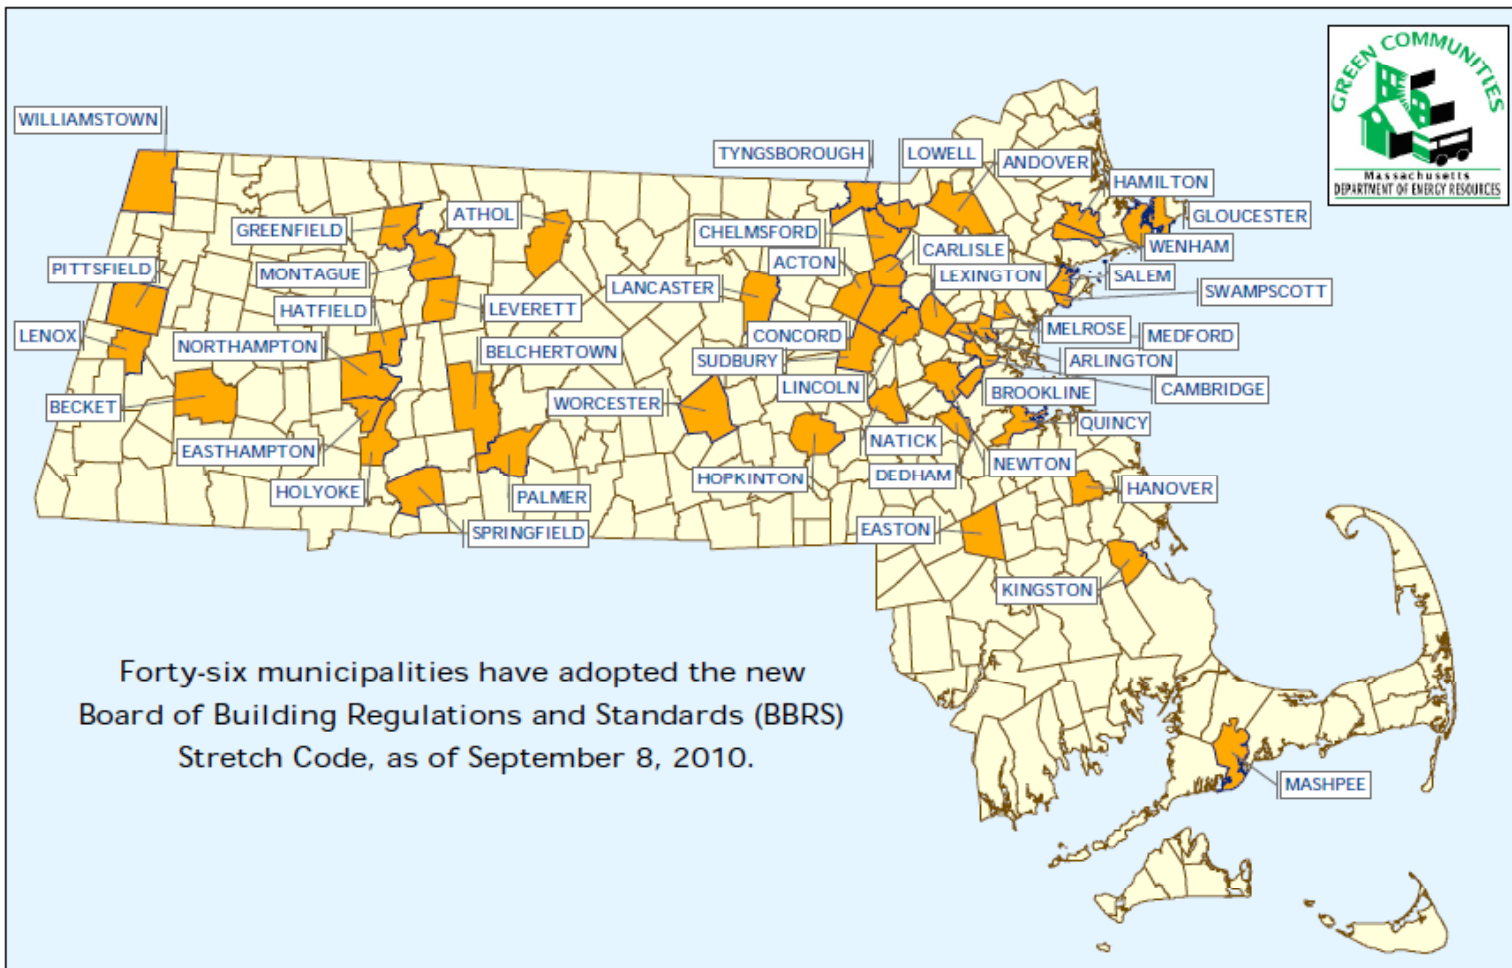 GREEN COMMUNITIES
Massachusetts
DEPARTMENT OF ENERGY RESOURCES
WILLIAMSTOWN
TYNGSBOROUGH
LOWELL
ANDOVER
HAMILTON
GLOUCESTER
ATHOL
GREENFIELD
CHELMSFORD
CARLISLE
WENHAM
PITTSFIELD
MONTAGUE
ACTON
LEXINGTON
SALEM
LANCASTER
SWAMPSCOTT
HATFIELD
LEVERETT
LENOX
NORTHAMPTON
CONCORD
MELROSE
MEDFORD
BELCHERTOWN
SUDBURY
ARLINGTON
LINCOLN
CAMBRIDGE
BECKET
WORCESTER
BROOKLINE
QUINCY
EASTHAMPTON
NATICK
NEWTON
HOLYOKE
PALMER
HOPKINTON
DEDHAM
HANOVER
SPRINGFIELD
EASTON
KINGSTON
MASHPEE
Forty-six municipalities have adopted the new
Board of Building Regulations and Standards (BBRS)
Stretch Code, as of September 8, 2010.